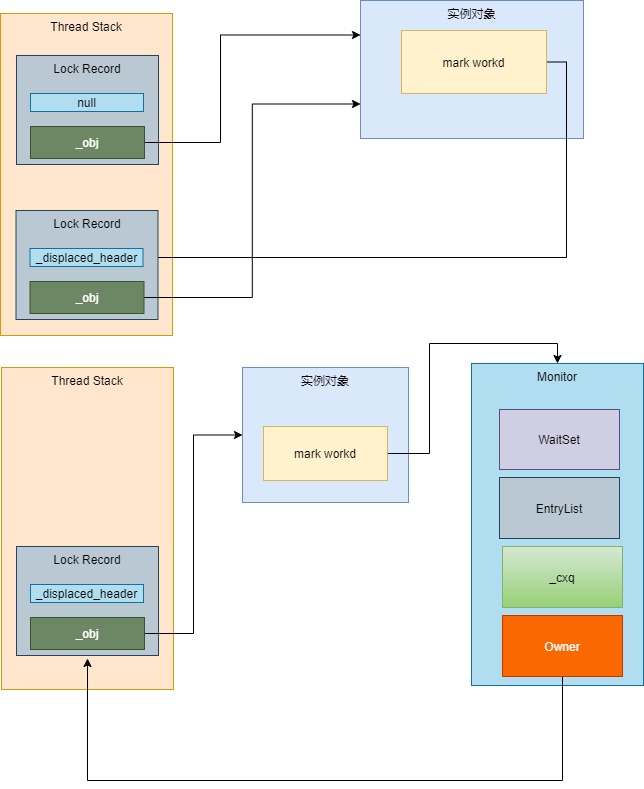 Thread Stack
Lock Record
null
_obj
Lock Record
_displaced_header
_obj
实例对象
mark workd
Thread Stack
Lock Record
_displaced_header
_obj
实例对象
mark workd
Monitor
WaitSet
EntryList
_cxq
Owner